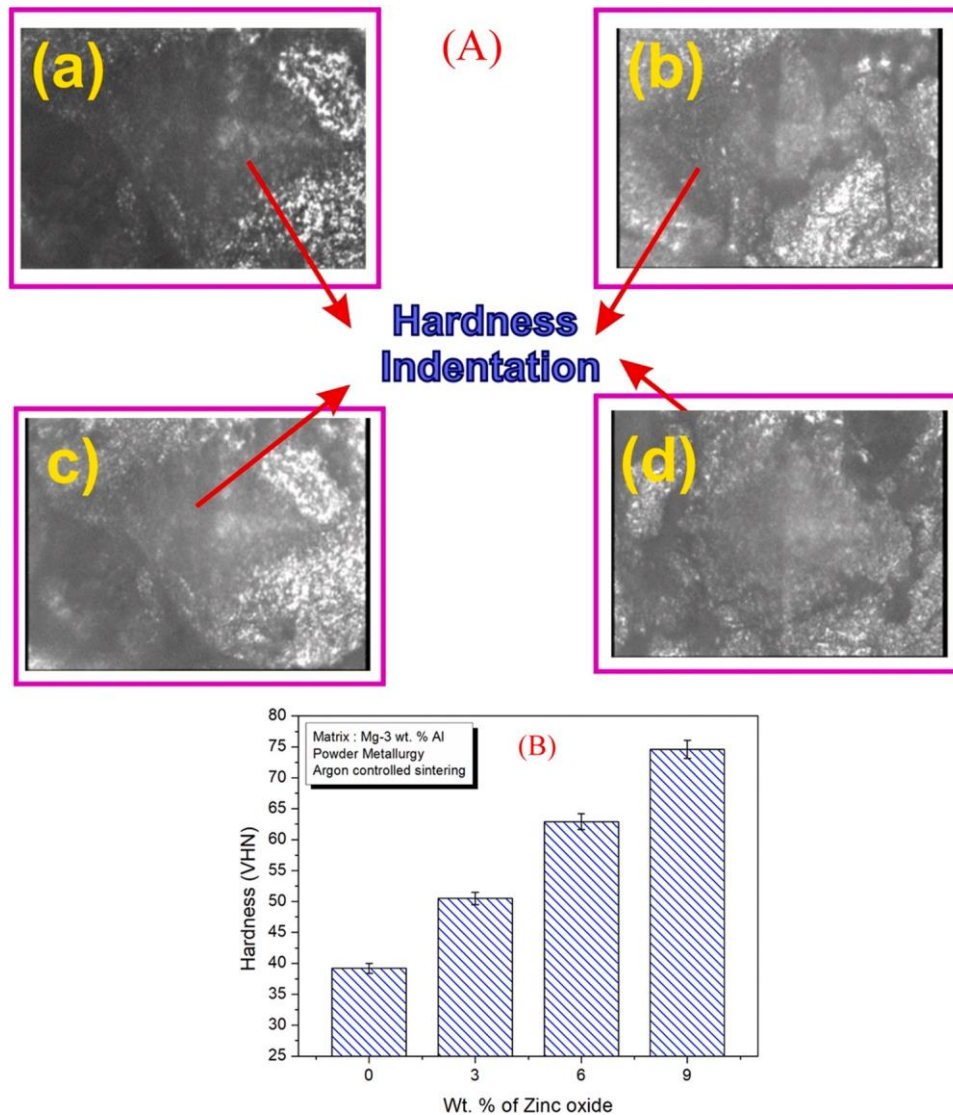 (a)
(A)
(b)
Hardness
Indentation
c)
(d)
(B)
Matrix : Mg-3 wt. % Al
Powder Metallurgy
Argon controlled sintering
80
75
70
65
60
55
50
45
40
35
30
25
Hardness (VHN)
0 3 6 9
Wt. % of Zinc oxide